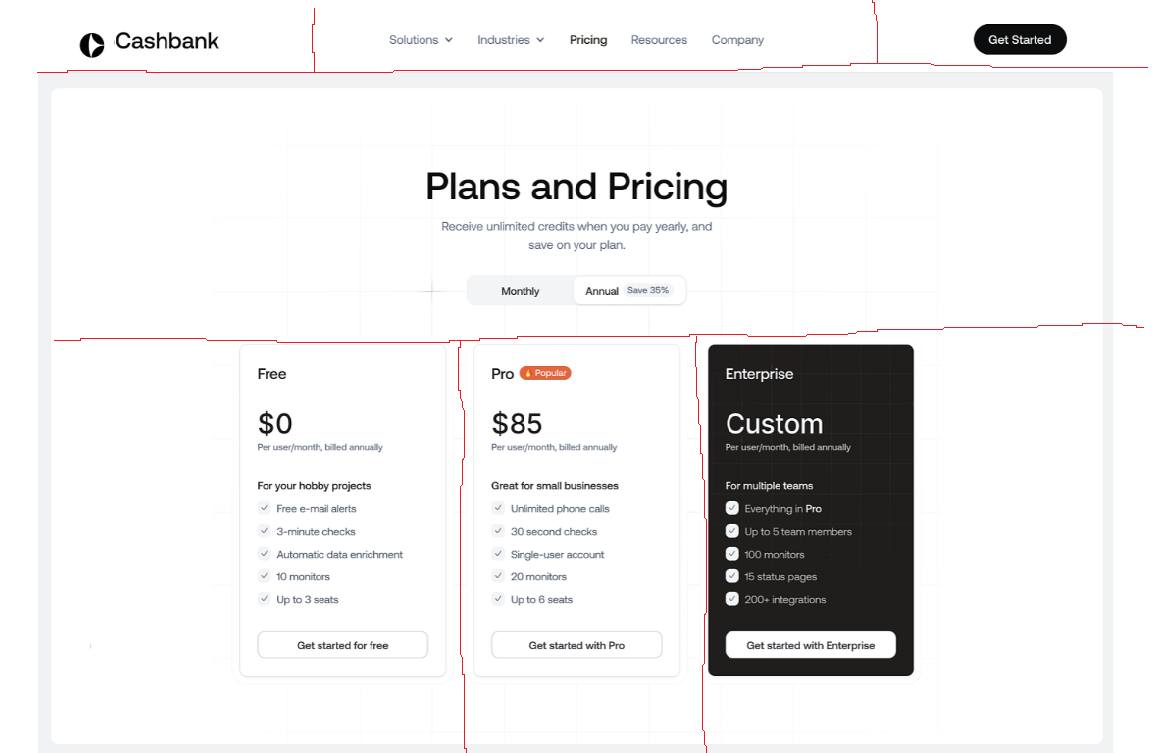 Cashbank
Solutions Industries Pricing Resources Company
Get Started
Plans and Pricing
Receive unlimited credits when you pay yearly, and
save on your plan.
Monthly
Annual Save 35%
Free
$0
Per user/month, billed annually
For your hobby projects
Free e-mail alerts
3-minute checks
Automatic data enrichment
10 monitors
Up to 3 seats
Get started for free
Pro Popular
$85
Per user/month, billed annually
Great for small businesses
Unlimited phone calls
30 second checks
Single-user account
20 monitors
Up to 6 seats
Get started with Pro
Enterprise
Custom
Per user/month, billed annually
For multiple teams
Everything in Pro
Up to 5 team members
100 monitors
15 status pages
200+ integrations
Get started with Enterprise